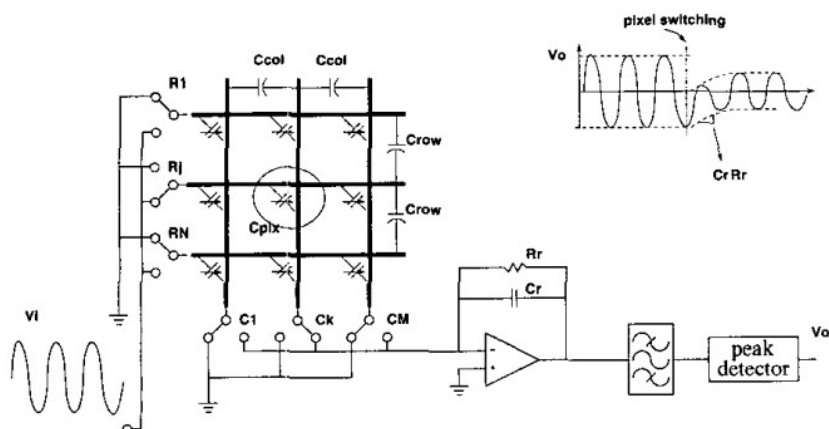 pixel switching
Ccol Ccol
Vo
R1
Crow
CrRr
Rj
Crow
Cpix
RN
Rr
Cr
C1 Ck CM
Vi
Vo
peak
detector
- 
+